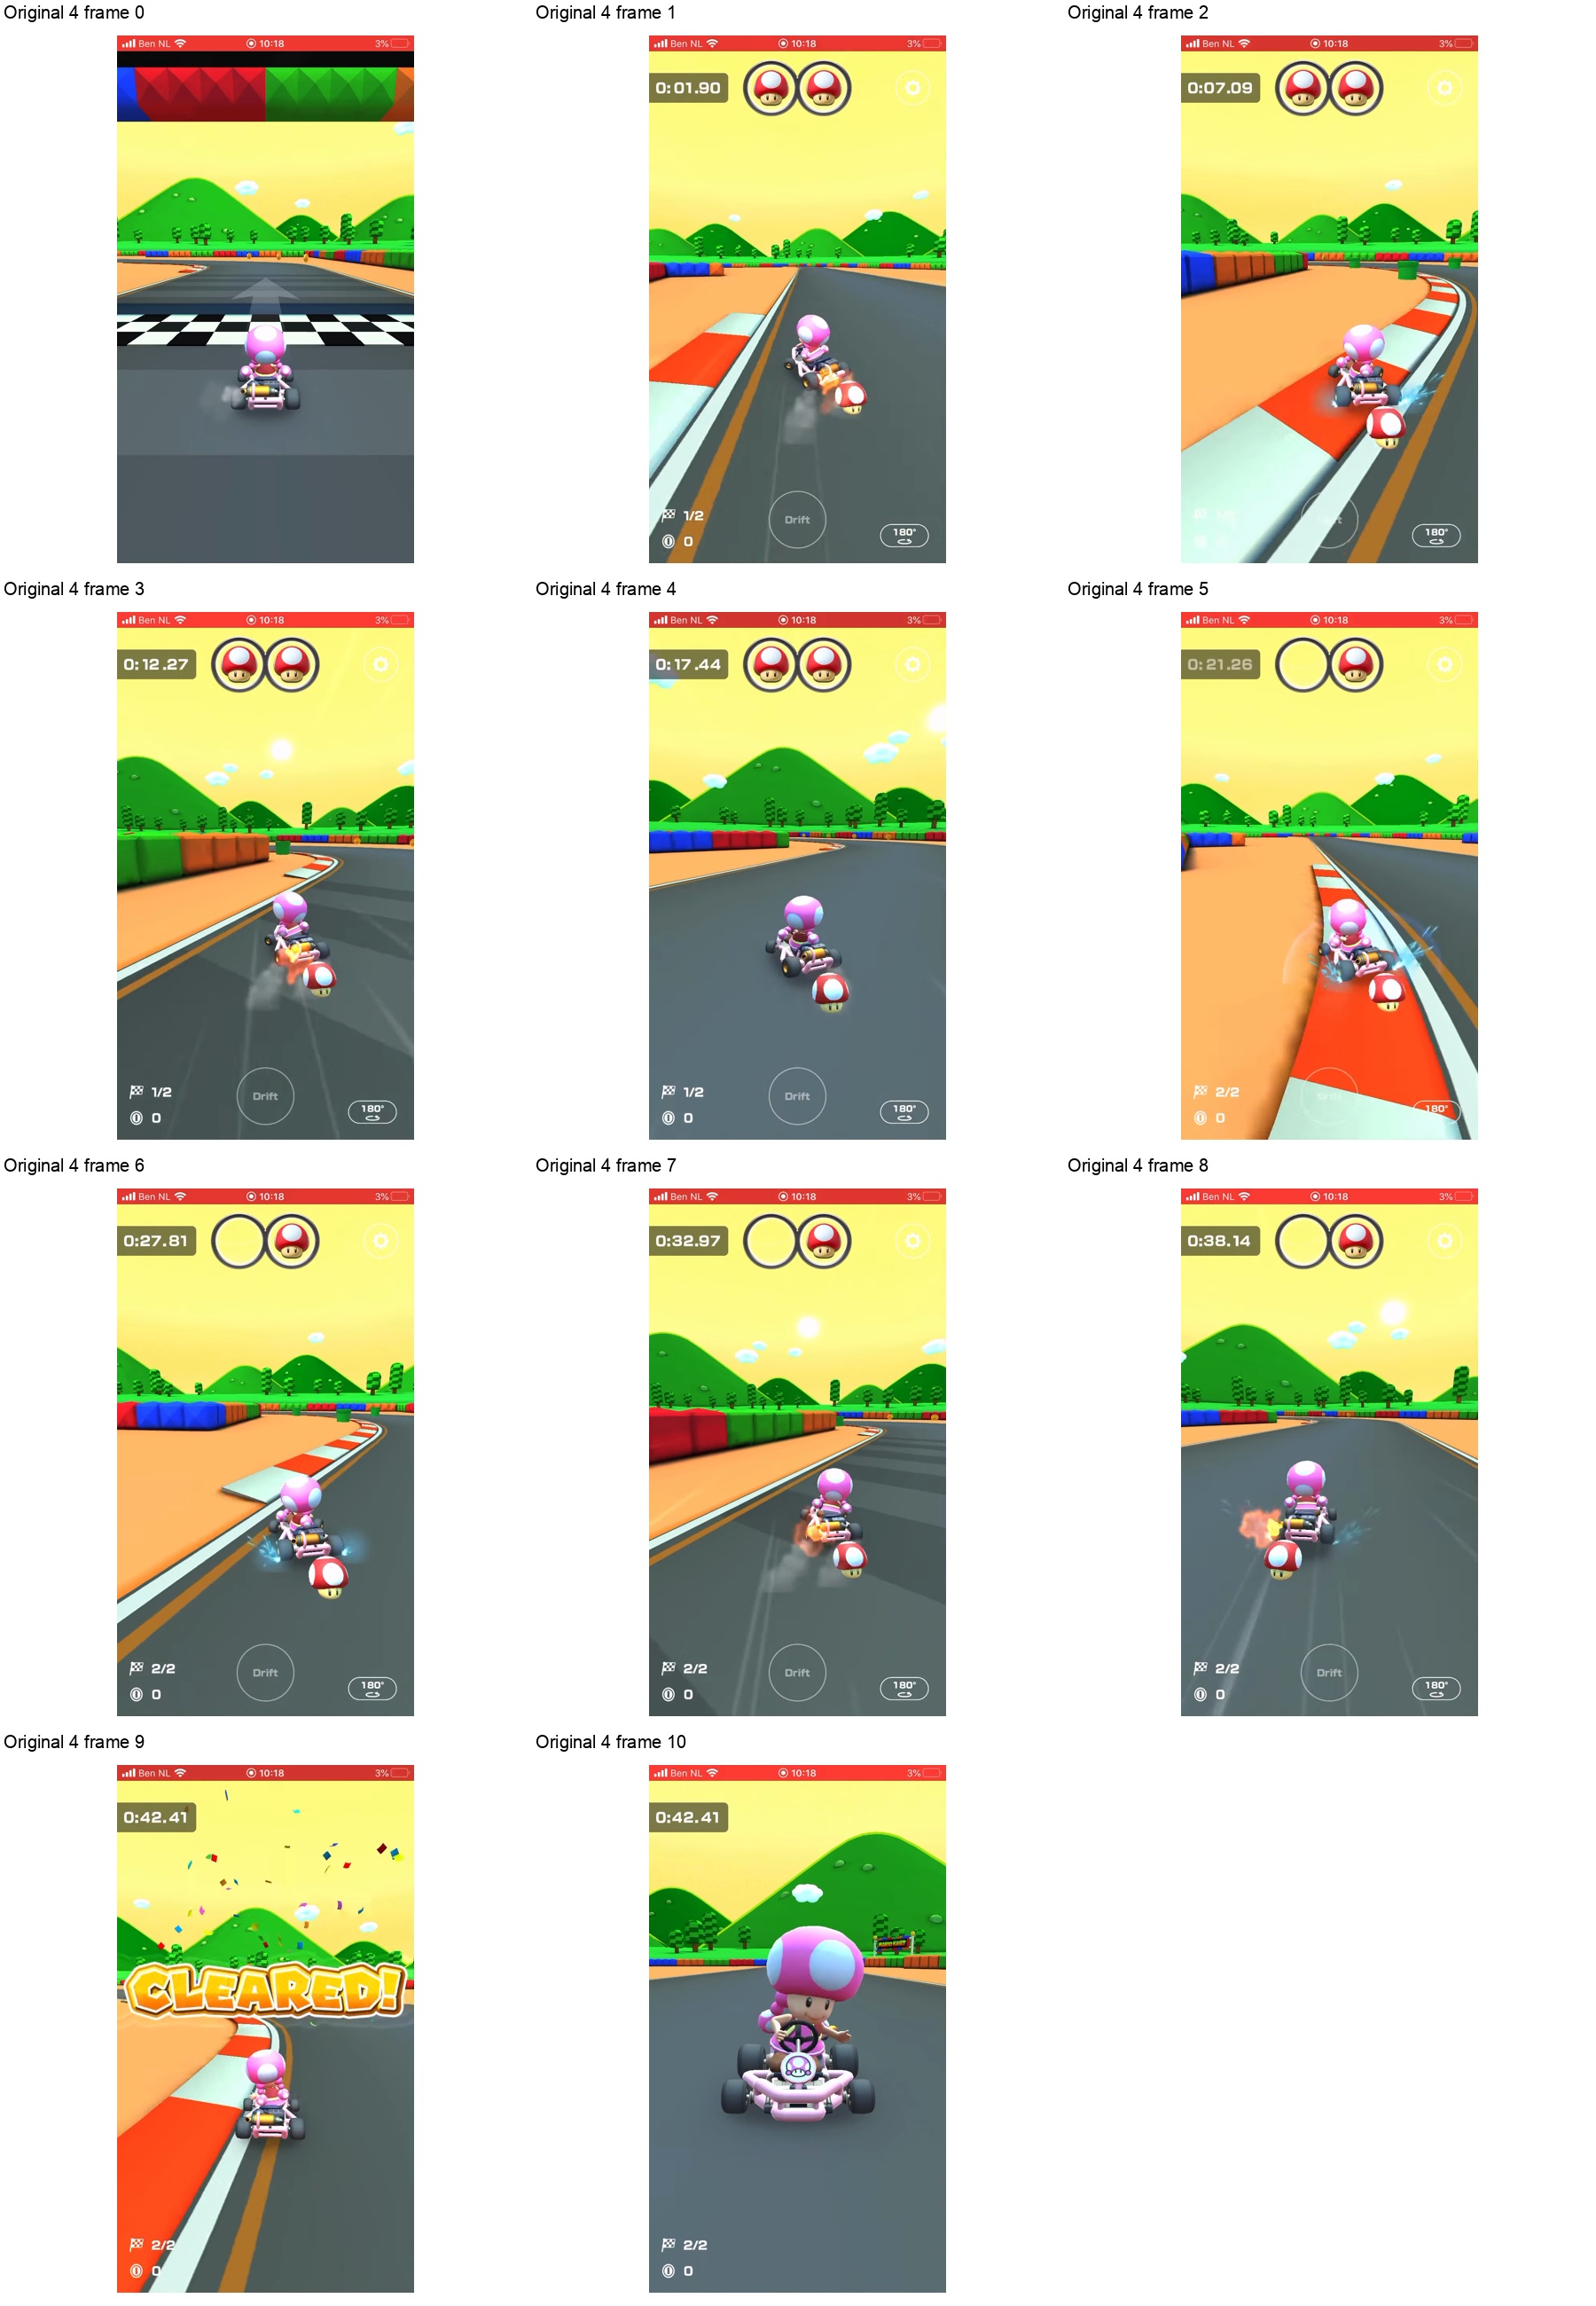 Original 4 frame 0
Original 4 frame 1
Original 4 frame 2
Ben NL 10:18 3%
Ben NL 10:18 3%
Ben NL 10:18 3%
0:01.90
0:07.09
1/2
0
Drift
180°
180°
Original 4 frame 3
Original 4 frame 4
Original 4 frame 5
Ben NL 10:18 3%
Ben NL 10:18 3%
Ben NL 10:18 3%
0:12.27
0:17.44
0:21.26
1/2
0
Drift
180°
1/2
0
Drift
180°
2/2
0
180°
Original 4 frame 6
Original 4 frame 7
Original 4 frame 8
Ben NL 10:18 3%
Ben NL 10:18 3%
Ben NL 10:18 3%
0:27.81
0:32.97
0:38.14
2/2
0
Drift
180°
2/2
0
Drift
180°
2/2
0
Drift
180°
Original 4 frame 9
Original 4 frame 10
Ben NL 10:18 3%
Ben NL 10:18 3%
0:42.41
0:42.41
CLEARED!
2/2
0
2/2
0